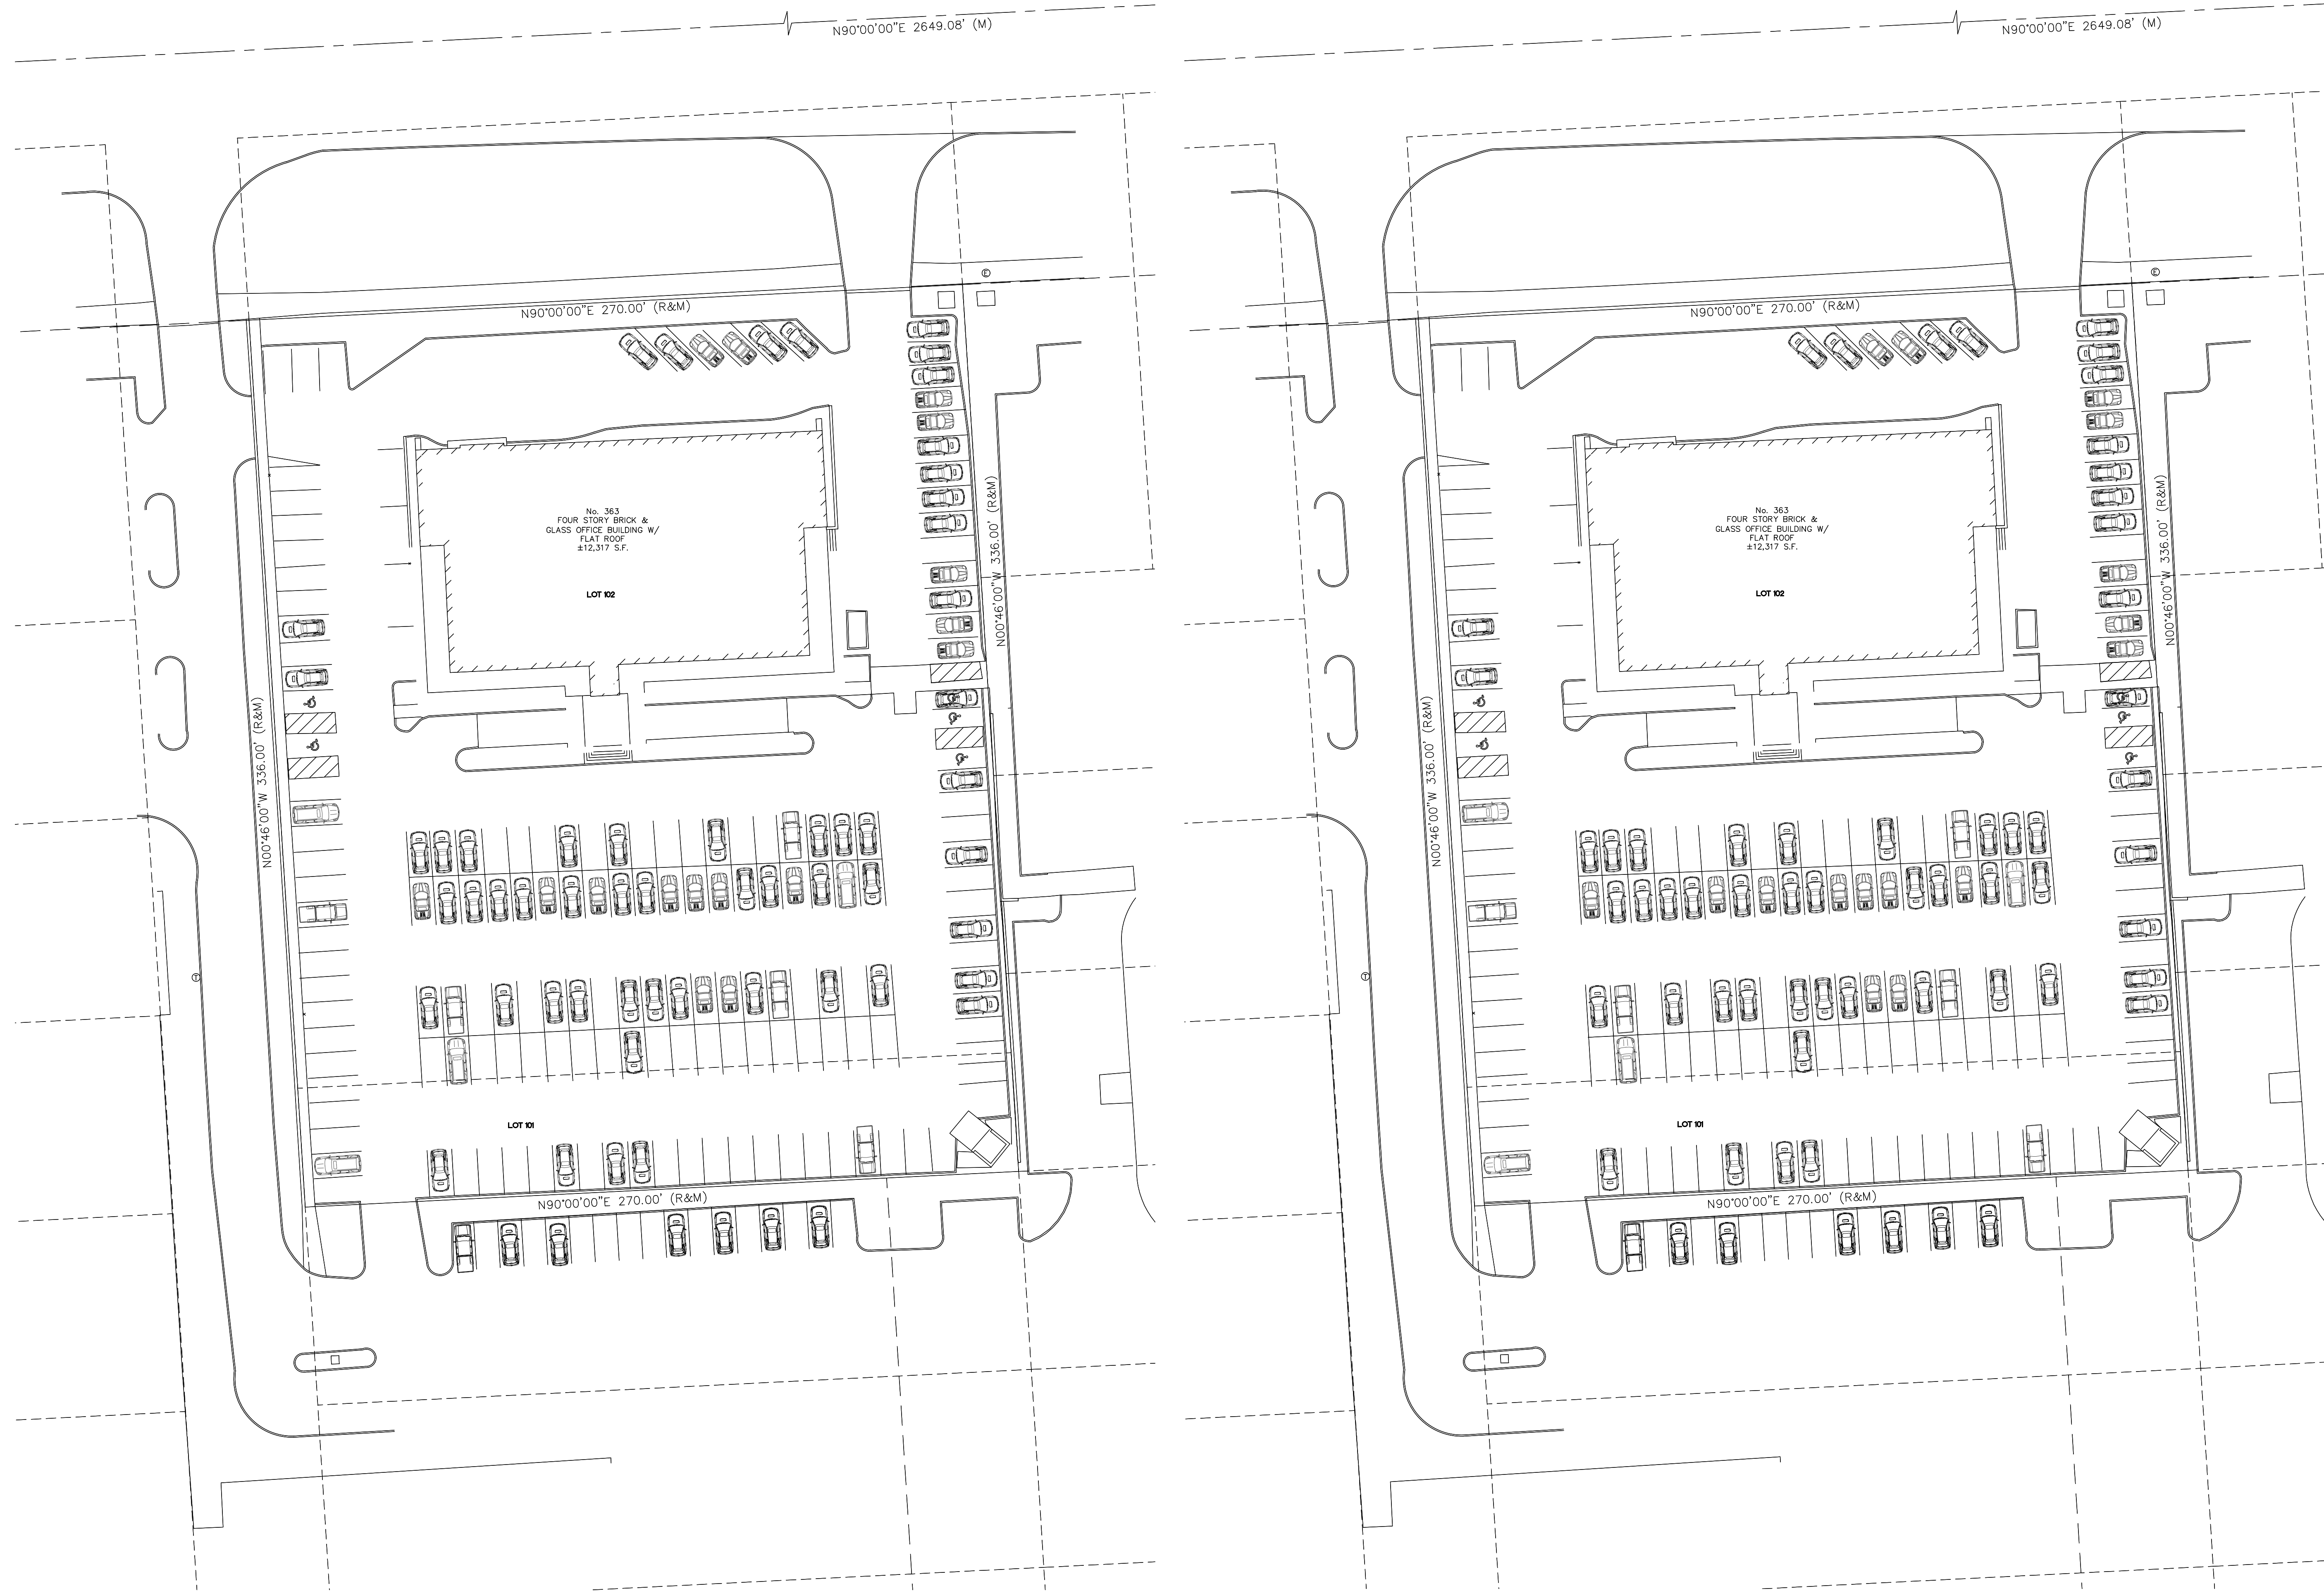 N90°00'00"E 2649.08' (M)
N90°00'00"E 270.00' (R&M)
Ⓔ
No. 363
FOUR STORY BRICK &
GLASS OFFICE BUILDING W/
FLAT ROOF
±12,317 S.F.
LOT 102
N00°46'00"W 336.00' (R&M)
N00°46'00"W 336.00' (R&M)
Ⓣ
LOT 101
N90°00'00"E 270.00' (R&M)
N90°00'00"E 2649.08' (M)
N90°00'00"E 270.00' (R&M)
Ⓔ
No. 363
FOUR STORY BRICK &
GLASS OFFICE BUILDING W/
FLAT ROOF
±12,317 S.F.
LOT 102
N00°46'00"W 336.00' (R&M)
N00°46'00"W 336.00' (R&M)
Ⓣ
LOT 101
N90°00'00"E 270.00' (R&M)